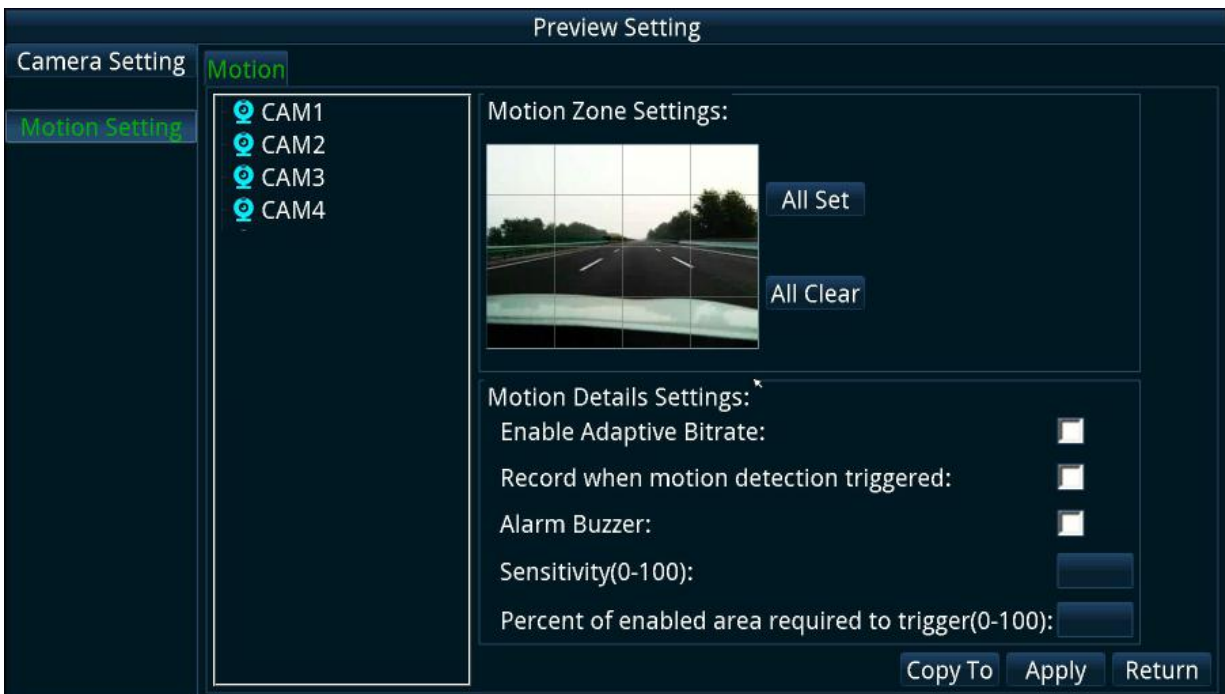 Preview Setting
Camera Setting
Motion Setting
Motion
CAM1
CAM2
CAM3
CAM4
Motion Zone Settings:
All Set
All Clear
Motion Details Settings:
Enable Adaptive Bitrate:
Record when motion detection triggered:
Alarm Buzzer:
Sensitivity(0-100):
Percent of enabled area required to trigger(0-100):
Copy To Apply Return